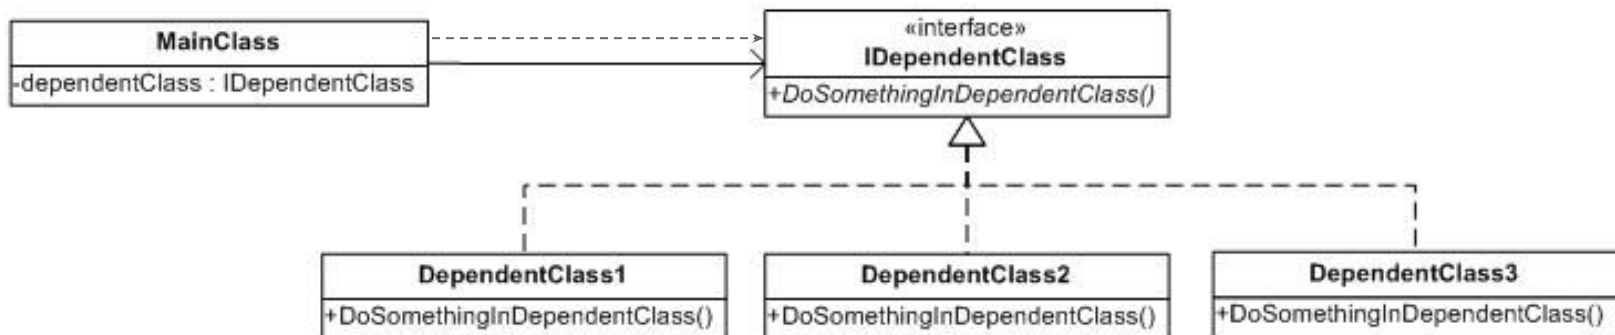 MainClass
-dependentClass : IDependentClass
«interface»
IDependentClass
+DoSomethingInDependentClass()
DependentClass1
+DoSomethingInDependentClass()
DependentClass2
+DoSomethingInDependentClass()
DependentClass3
+DoSomethingInDependentClass()